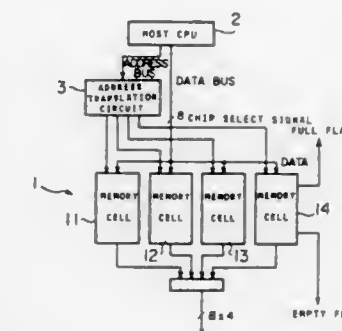 HOST CPU
2
ADDRESS
BUS
DATA BUS
3
ADDRESS
TRANSLATION
CIRCUIT
8 CHIP SELECT SIGNAL
FULL FLA
DATA
1
MEMORY
CELL
MEMORY
CELL
MEMORY
CELL
MEMORY
CELL
11
12
13
14
8x4
EMPTY F